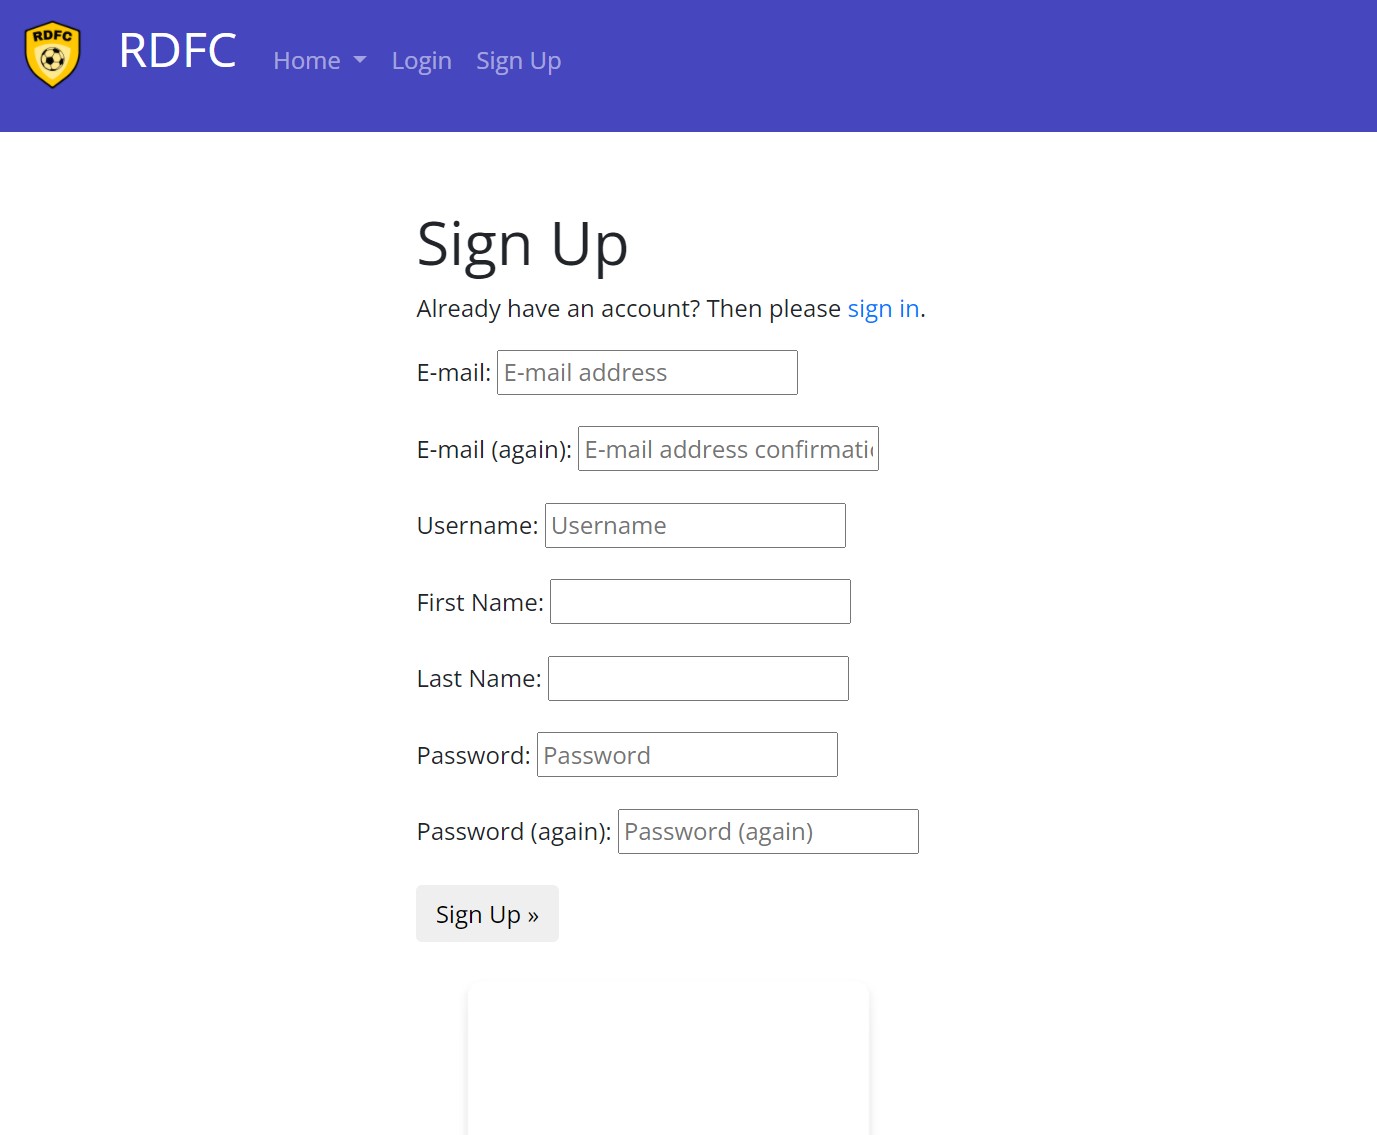 RDFC
RDFC Home Login Sign Up
Sign Up
Already have an account? Then please sign in.
E-mail: E-mail address
E-mail (again): E-mail address confirmati
Username: Username
First Name:
Last Name:
Password: Password
Password (again): Password (again)
Sign Up »